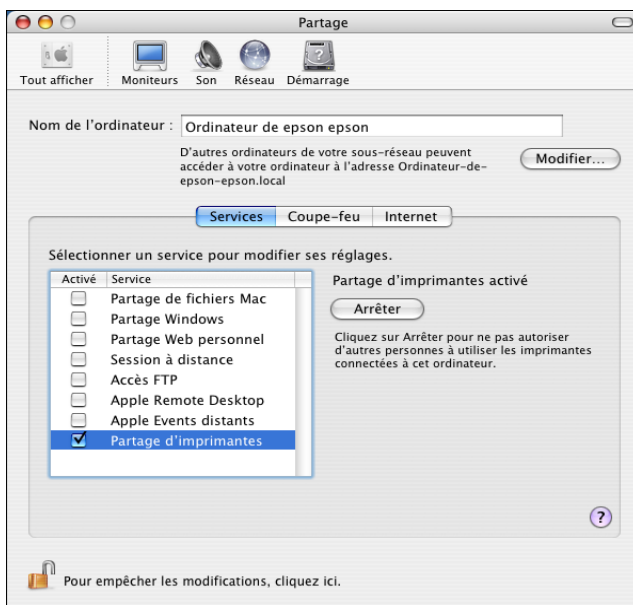 Partage
Tout afficher
Moniteurs
Son
Réseau
Démarrage
Nom de l'ordinateur :
Ordinateur de epson epson
D'autres ordinateurs de votre sous-réseau peuvent
accéder à votre ordinateur à l'adresse Ordinateur-de-
epson-epson.local
Modifier...
Services
Coupe-feu
Internet
Sélectionner un service pour modifier ses réglages.
Activé
Service
Partage de fichiers Mac
Partage Windows
Partage Web personnel
Session à distance
Accès FTP
Apple Remote Desktop
Apple Events distants
Partage d'imprimantes
Partage d'imprimantes activé
Arrêter
Cliquez sur Arrêter pour ne pas autoriser
d'autres personnes à utiliser les imprimantes
connectées à cet ordinateur.
?
Pour empêcher les modifications, cliquez ici.